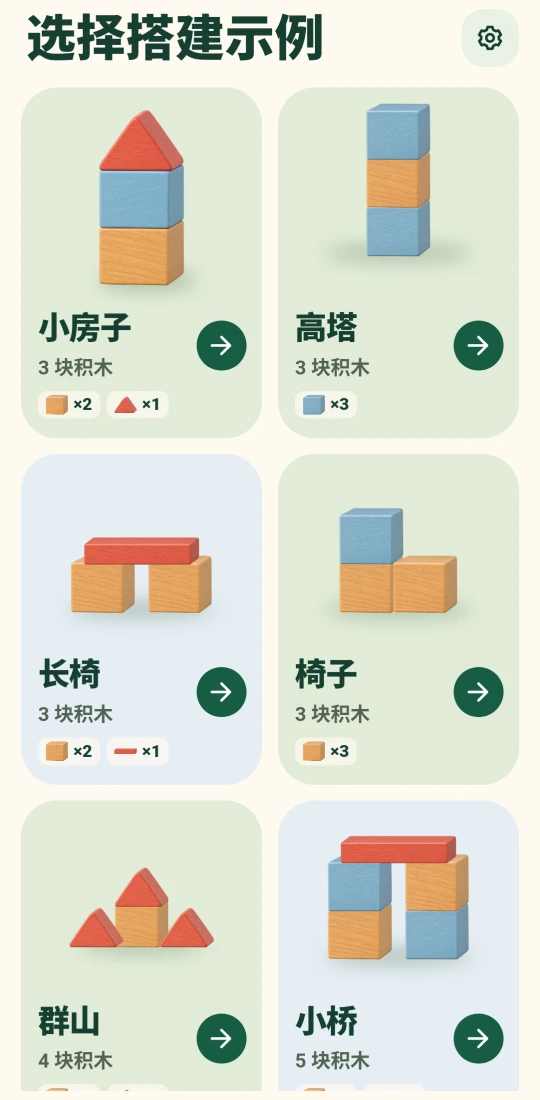 选择搭建示例
小房子
3 块积木
×2 ×1
高塔
3 块积木
×3
长椅
3 块积木
×2 ×1
椅子
3 块积木
×3
群山
4 块积木
小桥
5 块积木